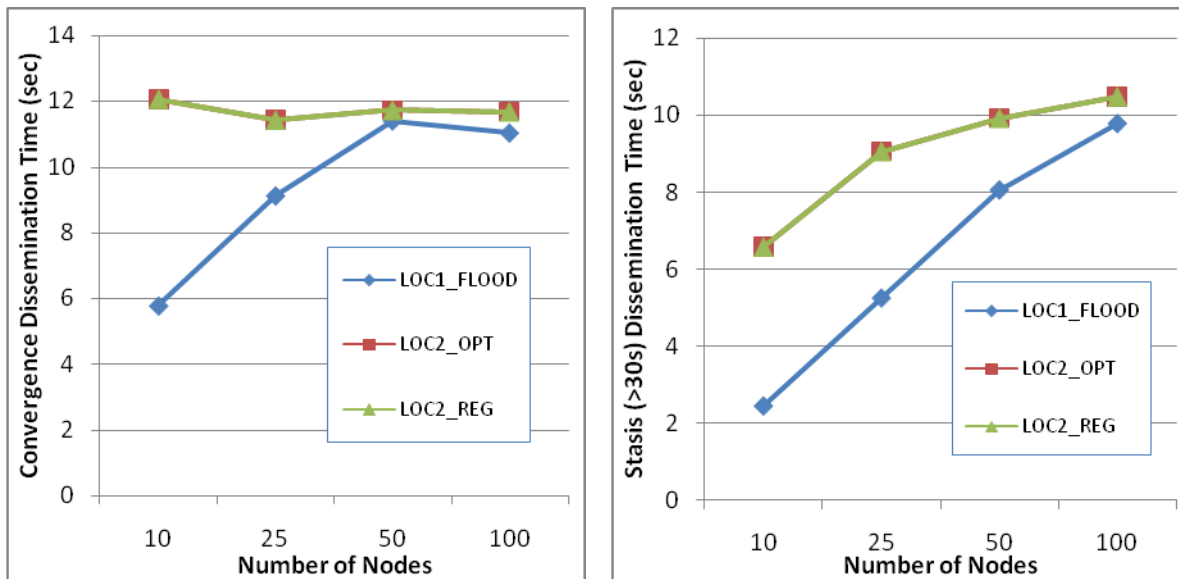 Convergence Dissemination Time (sec)
14
12
10
8
6
4
2
0
LOC1_FLOOD
LOC2_OPT
LOC2_REG
10 25 50 100
Number of Nodes
Stasis (>30s) Dissemination Time (sec)
12
10
8
6
4
2
0
LOC1_FLOOD
LOC2_OPT
LOC2_REG
10 25 50 100
Number of Nodes